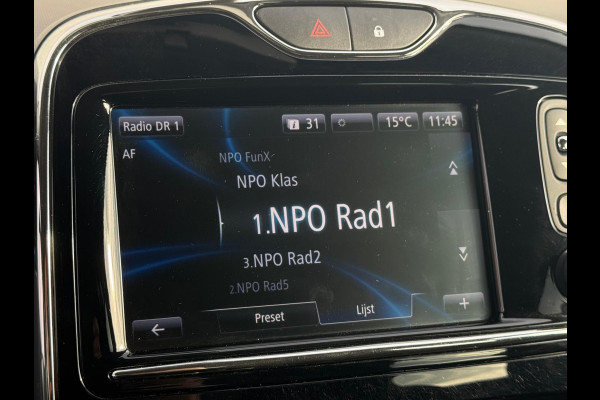 Radio DR 1 i 31 15°C 11:45
AF
NPO FunX
NPO Klas
1.NPO Rad1
3.NPO Rad2
2.NPO Rad5
Preset Lijst